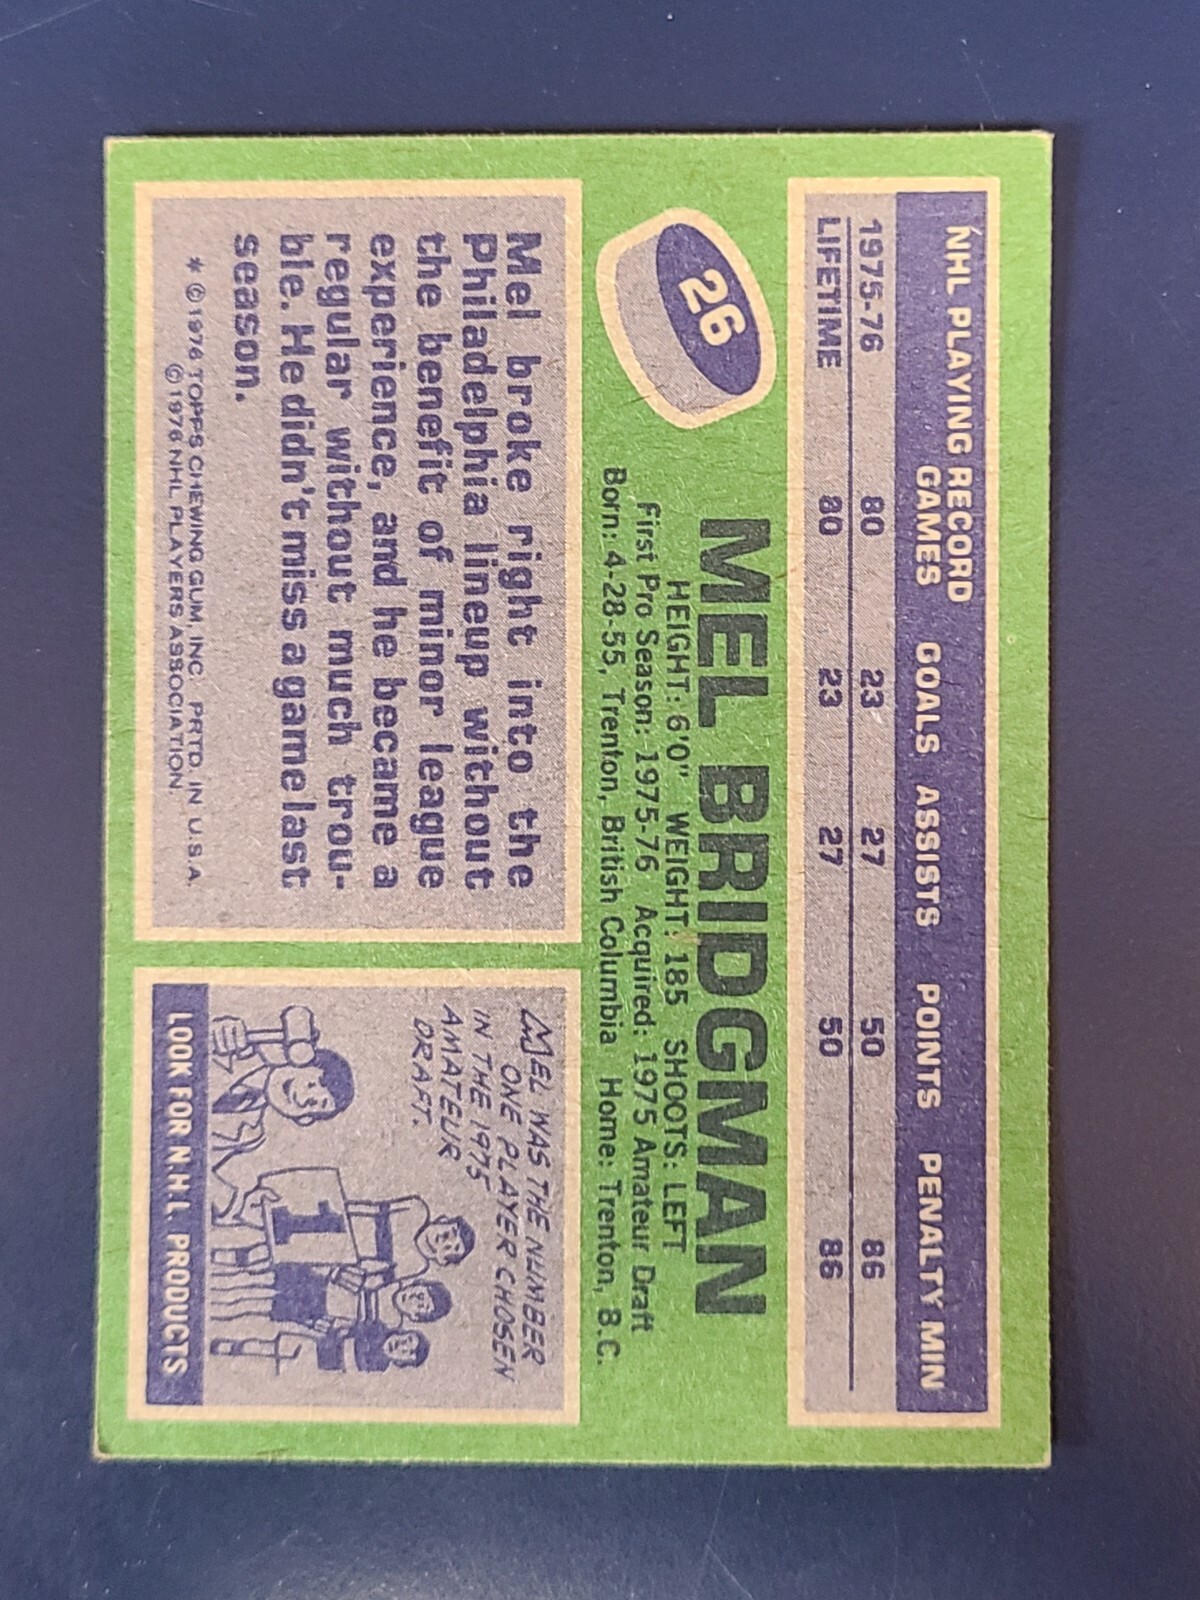 NHL PLAYING RECORD
GAMES GOALS ASSISTS POINTS PENALTY MIN
1975-76 80 23 27 50 86
LIFETIME 80 23 27 50 86
26
MEL BRIDGMAN
HEIGHT: 6'0" WEIGHT: 185 SHOOTS: LEFT
First Pro Season: 1975-76 Acquired: 1975 Amateur Draft
Born: 4-28-55, Trenton, British Columbia Home: Trenton, B.C.
Mel broke right into the
Philadelphia lineup without
the benefit of minor league
experience, and he became a
regular without much trou-
ble. He didn't miss a game last
season.
* © 1976 TOPPS CHEWING GUM, INC. PRTD. IN U.S.A.
© 1976 NHL PLAYERS ASSOCIATION.
MEL WAS THE NUMBER
ONE PLAYER CHOSEN
IN THE 1975
AMATEUR
DRAFT.
1
LOOK FOR N.H.L. PRODUCTS